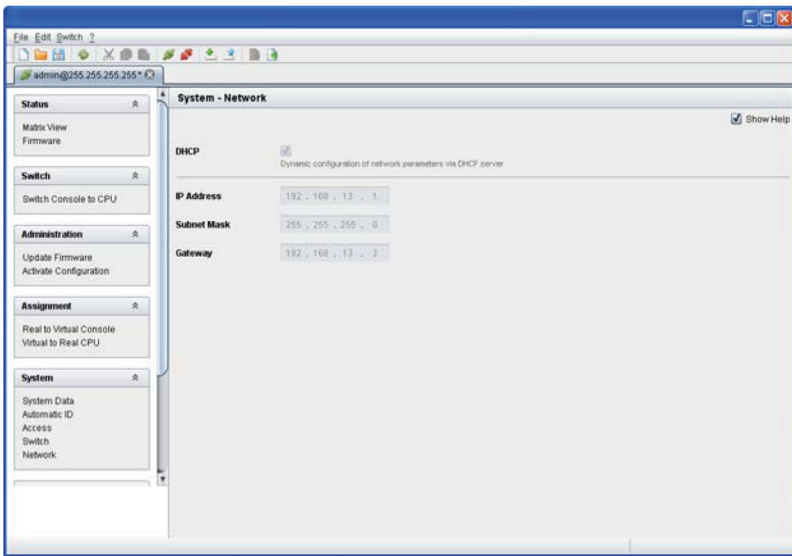 File Edit Switch ?
admin@255.255.255.255*
Status
Matrix View
Firmware
Switch
Switch Console to CPU
Administration
Update Firmware
Activate Configuration
Assignment
Real to Virtual Console
Virtual to Real CPU
System
System Data
Automatic ID
Access
Switch
Network
System - Network
Show Help
DHCP
Dynamic configuration of network parameters via DHCP server
IP Address 192 . 168 . 13 . 1
Subnet Mask 255 . 255 . 255 . 0
Gateway 192 . 168 . 13 . 2